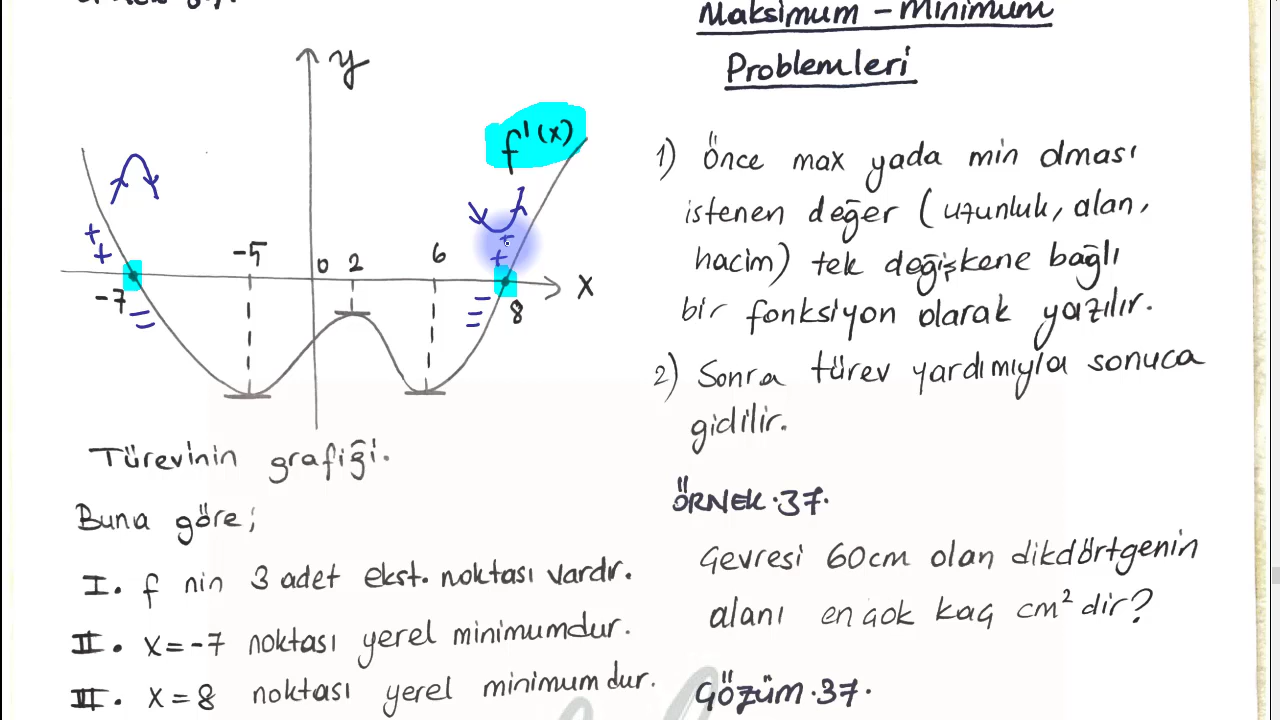 y
f'(x)
-5 0 2 6
x
-7 8
Türevinin grafiği.
Buna göre;
I. f nin 3 adet ekst. noktası vardır.
II. x=-7 noktası yerel minimumdur.
III. x=8 noktası yerel minimumdur.
Maksimum - Minimum
Problemleri
1) Önce max yada min olması
istenen değer (uzunluk, alan,
hacim) tek değişkene bağlı
bir fonksiyon olarak yazılır.
2) Sonra türev yardımıyla sonuca
gidilir.
ÖRNEK.37.
Çevresi 60cm olan dikdörtgenin
alanı en çok kaç cm² dir?
ÇÖZÜM.37.